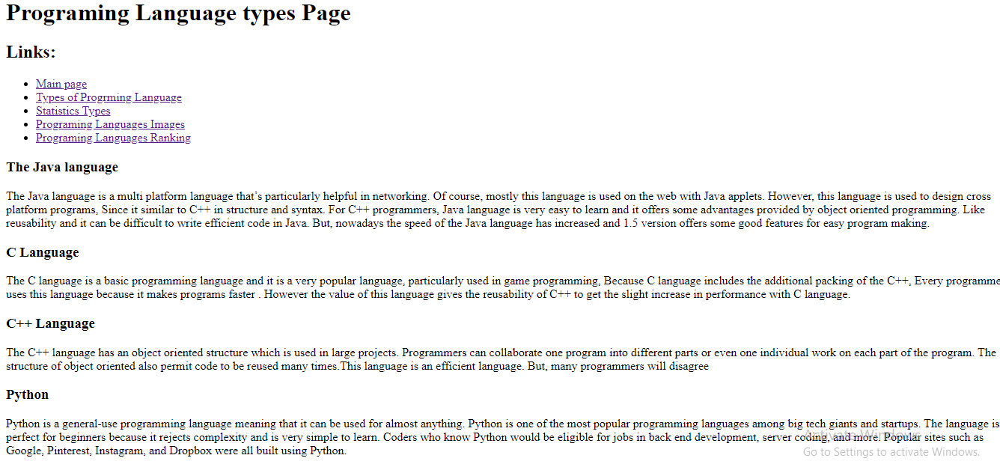 Programing Language types Page
Links:
Main page
Types of Progrming Language
Statistics Types
Programing Languages Images
Programing Languages Ranking
The Java language
The Java language is a multi platform language that’s particularly helpful in networking. Of course, mostly this language is used on the web with Java applets. However, this language is used to design cross
platform programs, Since it similar to C++ in structure and syntax. For C++ programmers, Java language is very easy to learn and it offers some advantages provided by object oriented programming. Like
reusability and it can be difficult to write efficient code in Java. But, nowadays the speed of the Java language has increased and 1.5 version offers some good features for easy program making.
C Language
The C language is a basic programming language and it is a very popular language, particularly used in game programming, Because C language includes the additional packing of the C++, Every programme
uses this language because it makes programs faster . However the value of this language gives the reusability of C++ to get the slight increase in performance with C language.
C++ Language
The C++ language has an object oriented structure which is used in large projects. Programmers can collaborate one program into different parts or even one individual work on each part of the program. The
structure of object oriented also permit code to be reused many times.This language is an efficient language. But, many programmers will disagree
Python
Python is a general-use programming language meaning that it can be used for almost anything. Python is one of the most popular programming languages among big tech giants and startups. The language is
perfect for beginners because it rejects complexity and is very simple to learn. Coders who know Python would be eligible for jobs in back end development, server coding, and more. Popular sites such as
Google, Pinterest, Instagram, and Dropbox were all built using Python.
Activate Windows
Go to Settings to activate Windows.